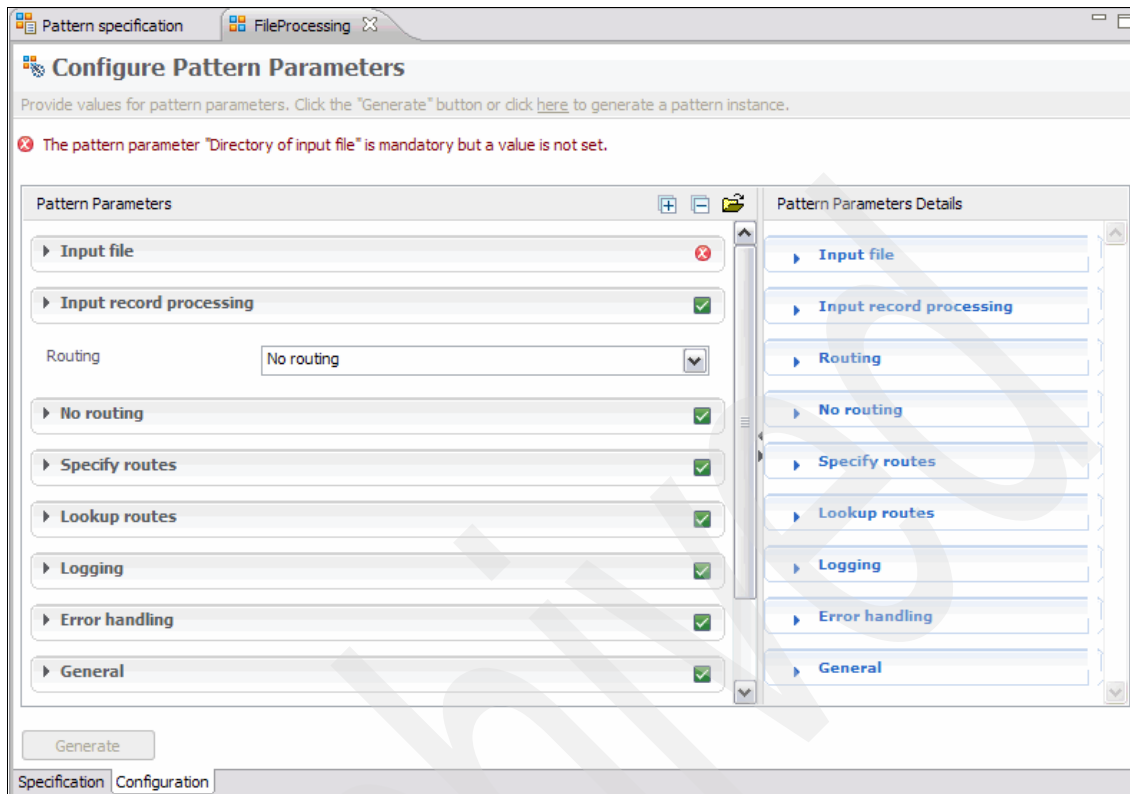 Pattern specification
FileProcessing
Configure Pattern Parameters
Provide values for pattern parameters. Click the "Generate" button or click here to generate a pattern instance.
The pattern parameter "Directory of input file" is mandatory but a value is not set.
Pattern Parameters
Input file
Input record processing
Routing
No routing
No routing
Specify routes
Lookup routes
Logging
Error handling
General
Pattern Parameters Details
Input file
Input record processing
Routing
No routing
Specify routes
Lookup routes
Logging
Error handling
General
Generate
Specification
Configuration